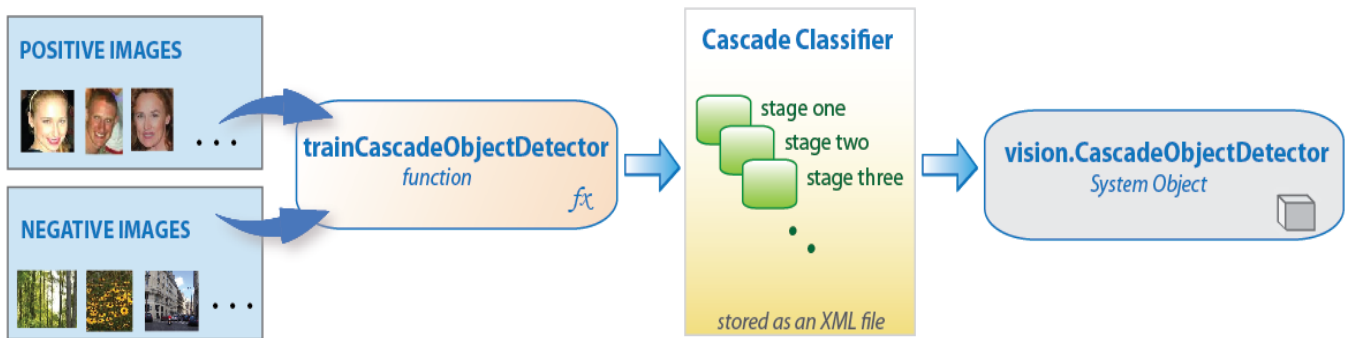 POSITIVE IMAGES
. . .
NEGATIVE IMAGES
. . .
trainCascadeObjectDetector
function
fx
Cascade Classifier
stage one
stage two
stage three
stored as an XML file
vision.CascadeObjectDetector
System Object